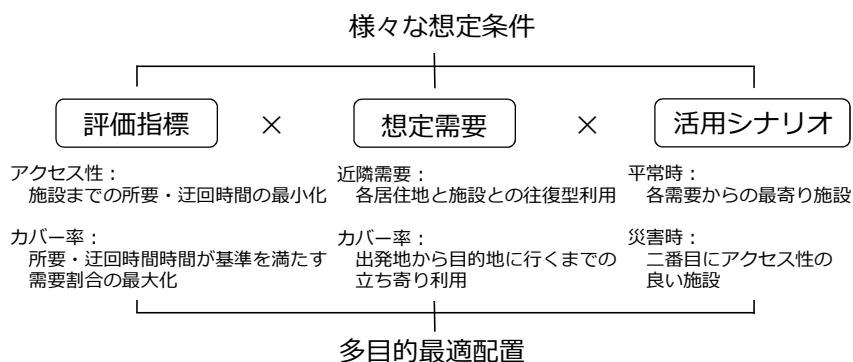 様々な想定条件
評価指標 × 想定需要 × 活用シナリオ
アクセス性：
施設までの所要・迂回時間の最小化
カバー率：
所要・迂回時間時間が基準を満たす
需要割合の最大化
近隣需要：
各居住地と施設との往復型利用
カバー率：
出発地から目的地に行くまでの
立ち寄り利用
平常時：
各需要からの最寄り施設
災害時：
二番目にアクセス性の
良い施設
多目的最適配置